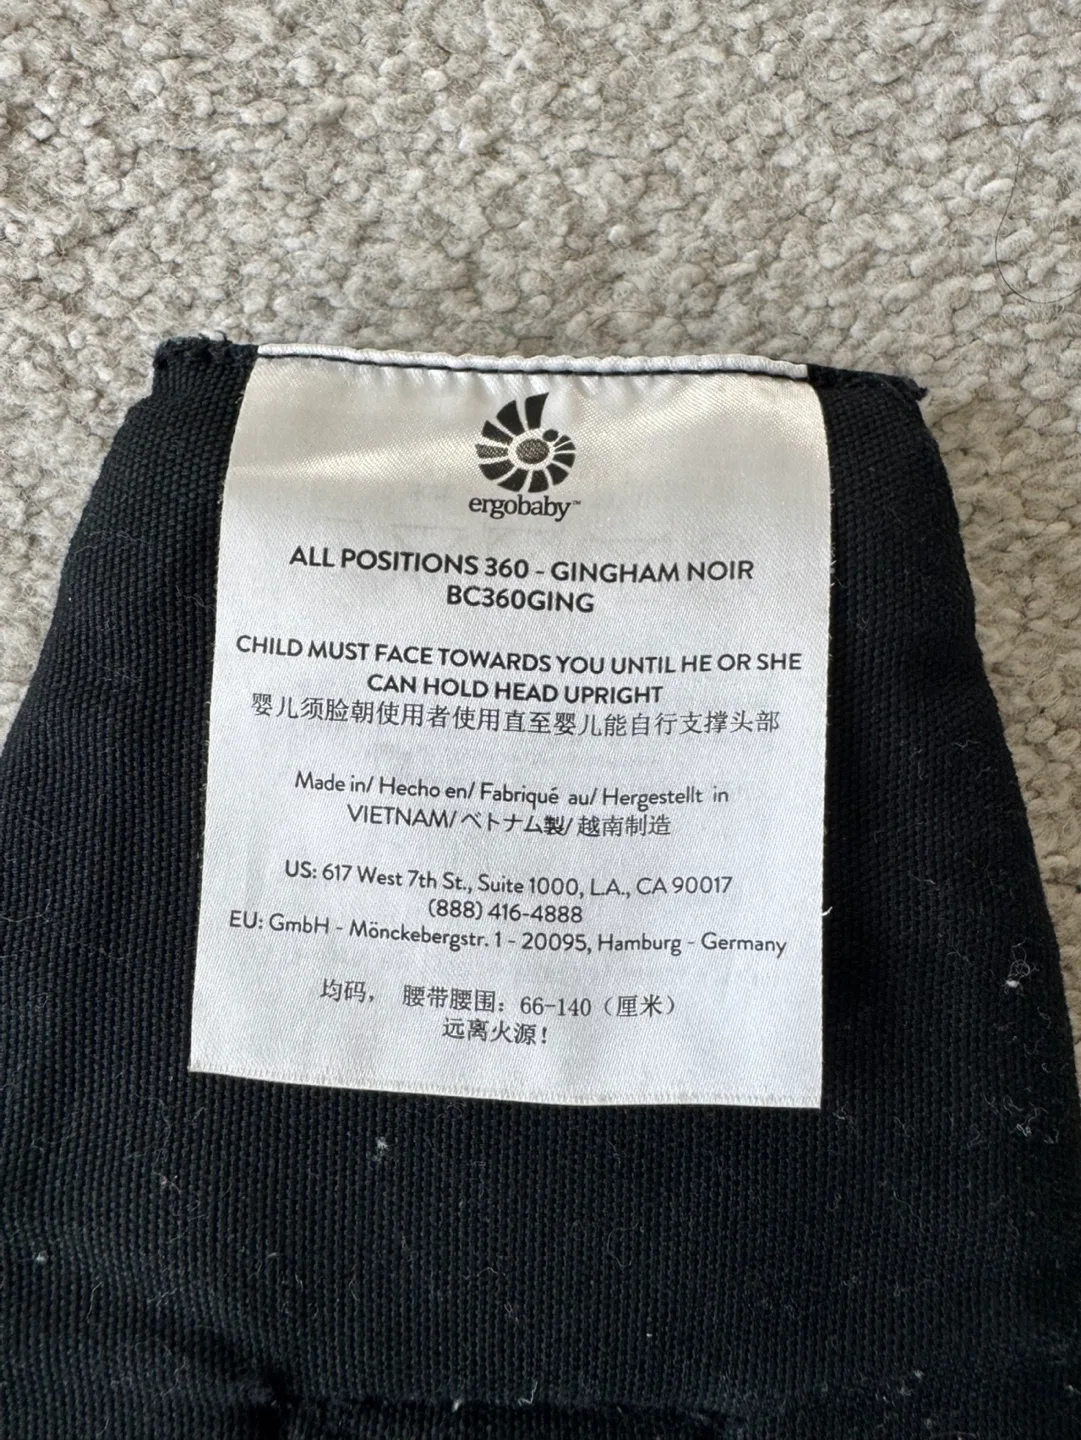 ergobaby™
ALL POSITIONS 360 - GINGHAM NOIR
BC360GING
CHILD MUST FACE TOWARDS YOU UNTIL HE OR SHE
CAN HOLD HEAD UPRIGHT
婴儿须脸朝使用者使用直至婴儿能自行支撑头部
Made in/ Hecho en/ Fabriqué au/ Hergestellt in
VIETNAM/ベトナム製/越南制造
US: 617 West 7th St., Suite 1000, L.A., CA 90017
(888) 416-4888
EU: GmbH - Mönckebergstr. 1 - 20095, Hamburg - Germany
均码， 腰带腰围：66-140（厘米）
远离火源！